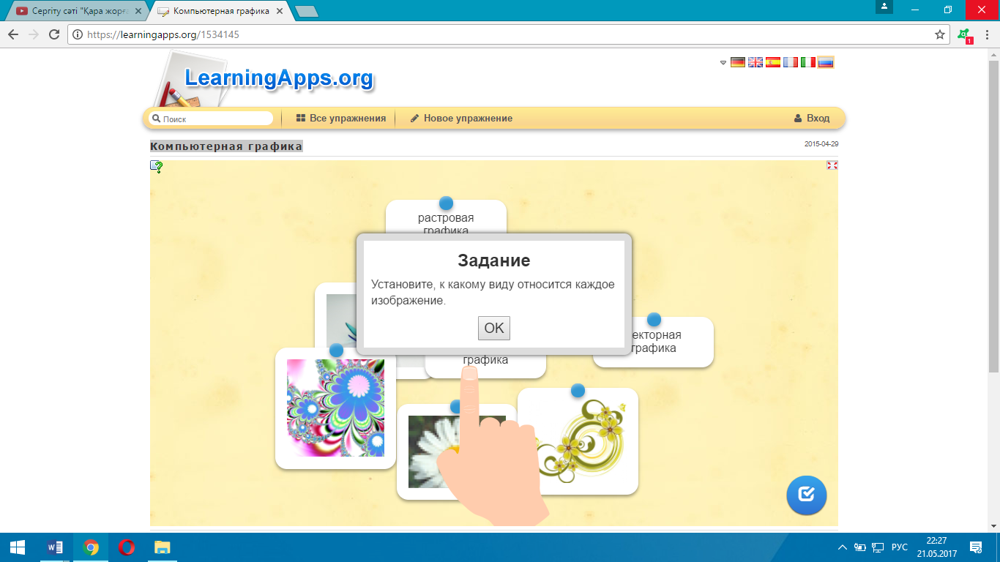 Сергіту сәті "Қара жорға
Компьютерная графика
https://learningapps.org/1534145
1
LearningApps.org
Поиск
Все упражнения
Новое упражнение
Вход
Компьютерная графика
2015-04-29
растровая
графика
Задание
Установите, к какому виду относится каждое
изображение.
OK
екторная
графика
графика
РУС
22:27
21.05.2017